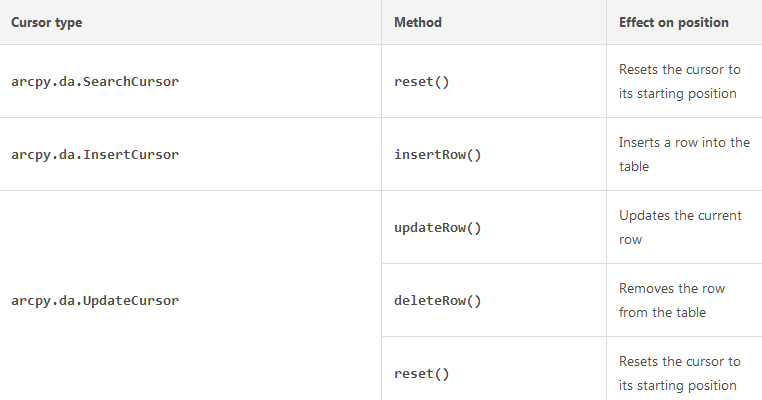 Cursor type Method Effect on position
arcpy.da.SearchCursor reset() Resets the cursor to
its starting position
arcpy.da.InsertCursor insertRow() Inserts a row into the
table
updateRow() Updates the current
row
arcpy.da.UpdateCursor deleteRow() Removes the row
from the table
reset() Resets the cursor to
its starting position